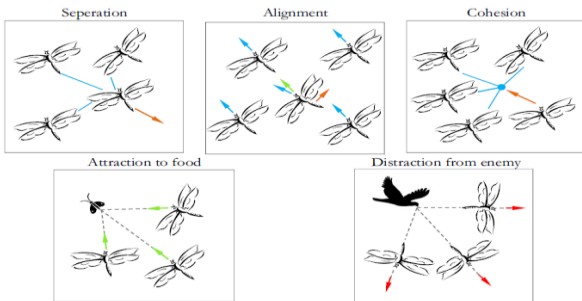 Seperation
Alignment
Cohesion
Attraction to food
Distraction from enemy